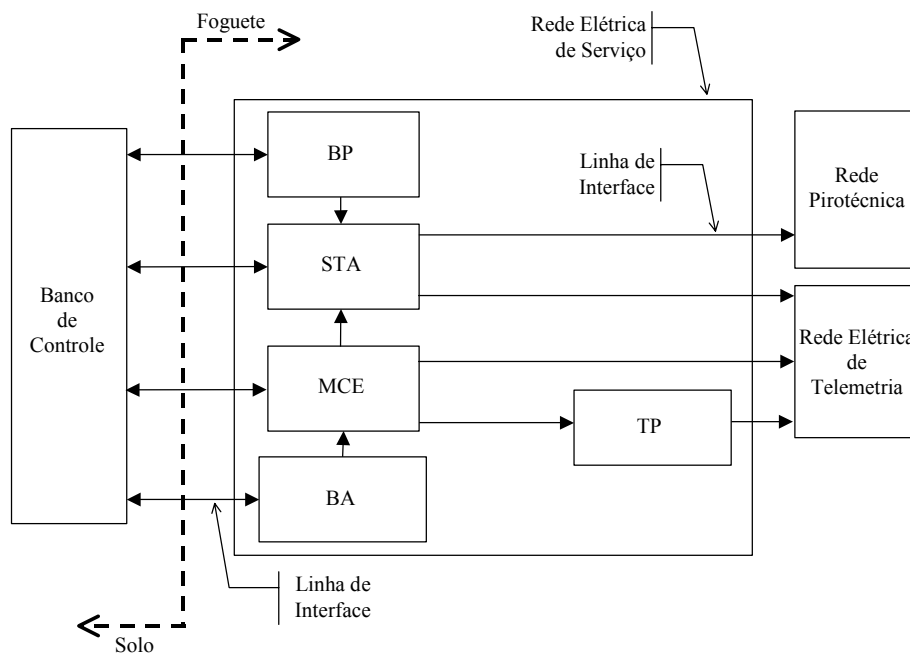 Foguete
Rede Elétrica
de Serviço
BP
Linha de
Interface
Rede
Pirotécnica
STA
Banco
de
Controle
Rede Elétrica
de
Telemetria
MCE
TP
BA
Linha de
Interface
Solo